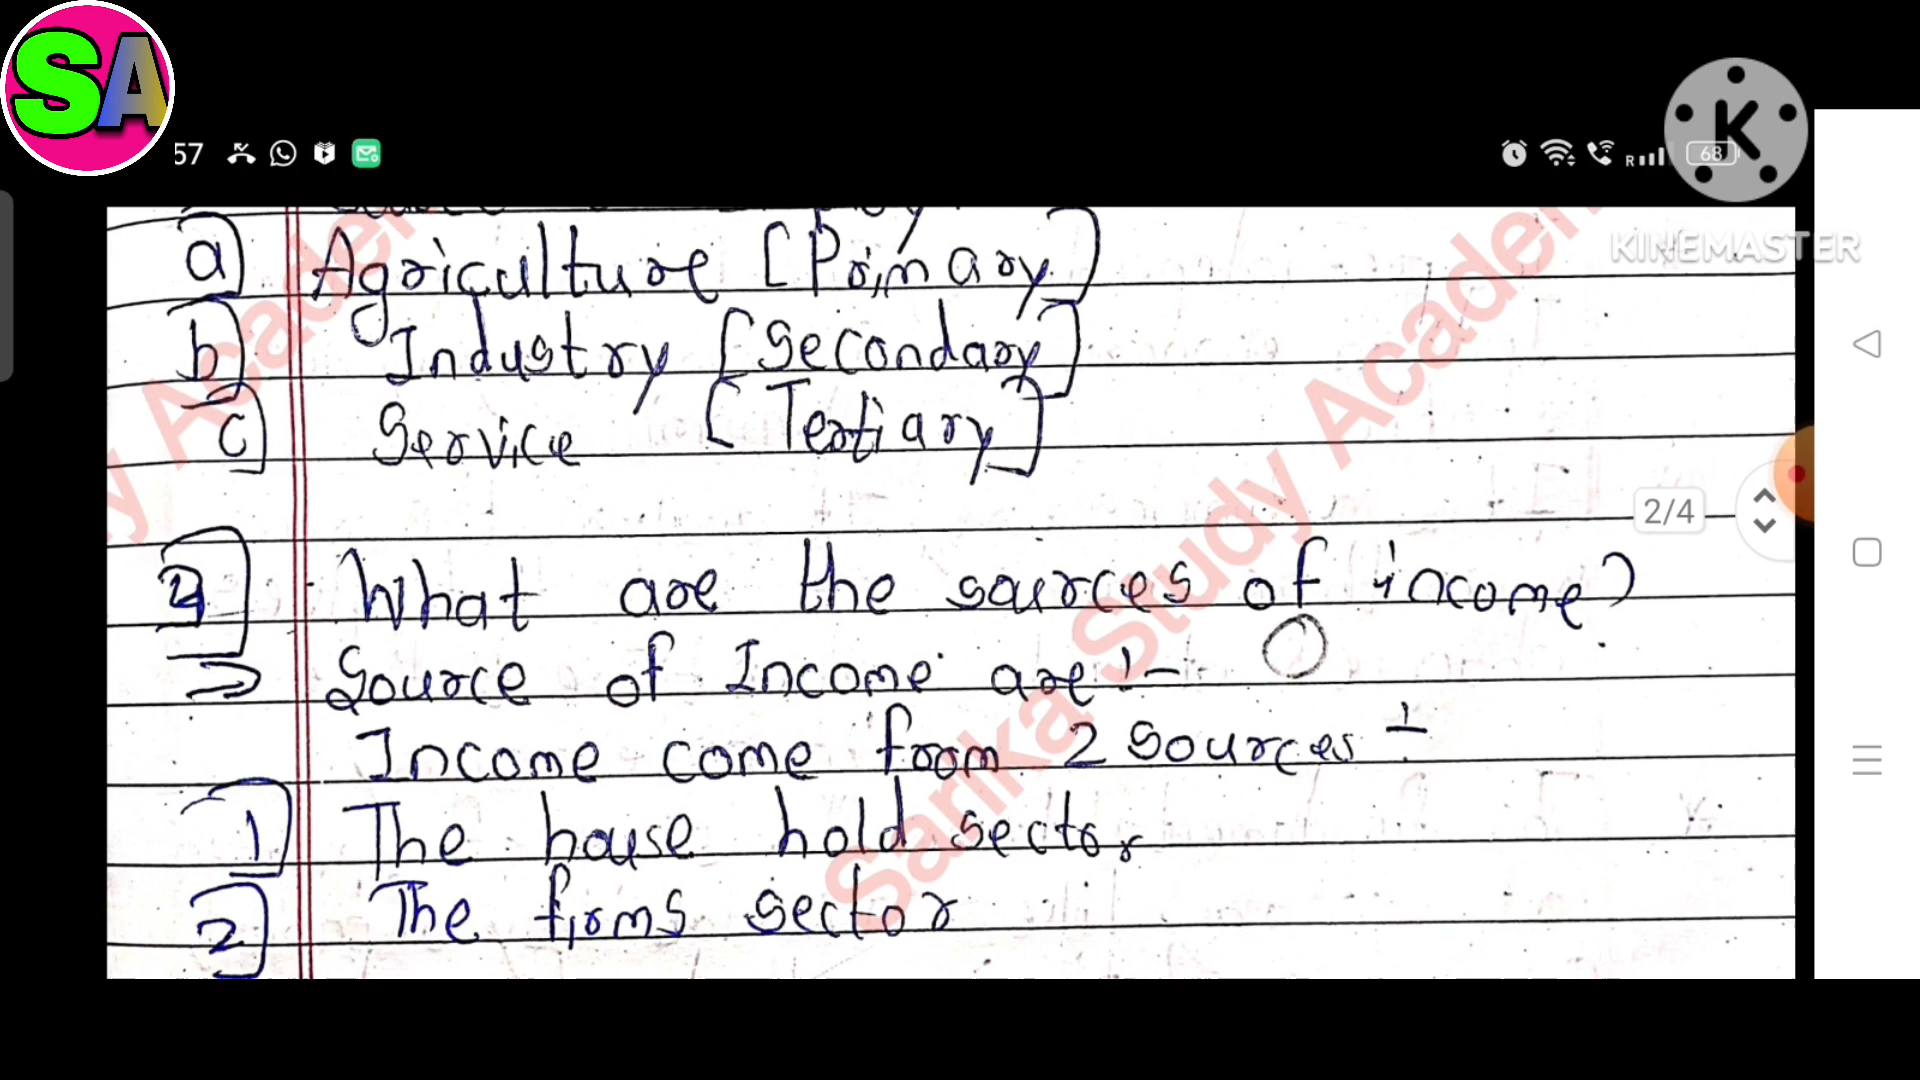 SA
57
68
K
KINEMASTER
a] Agriculture [Primary]
b] Industry [Secondary]
c] Service [Tertiary]
2/4
What are the sources of income?
⇒ Source of Income are :-
Income come from 2 Sources ÷
1] The house hold sector
2] The firms sector
Sarika Study Academy